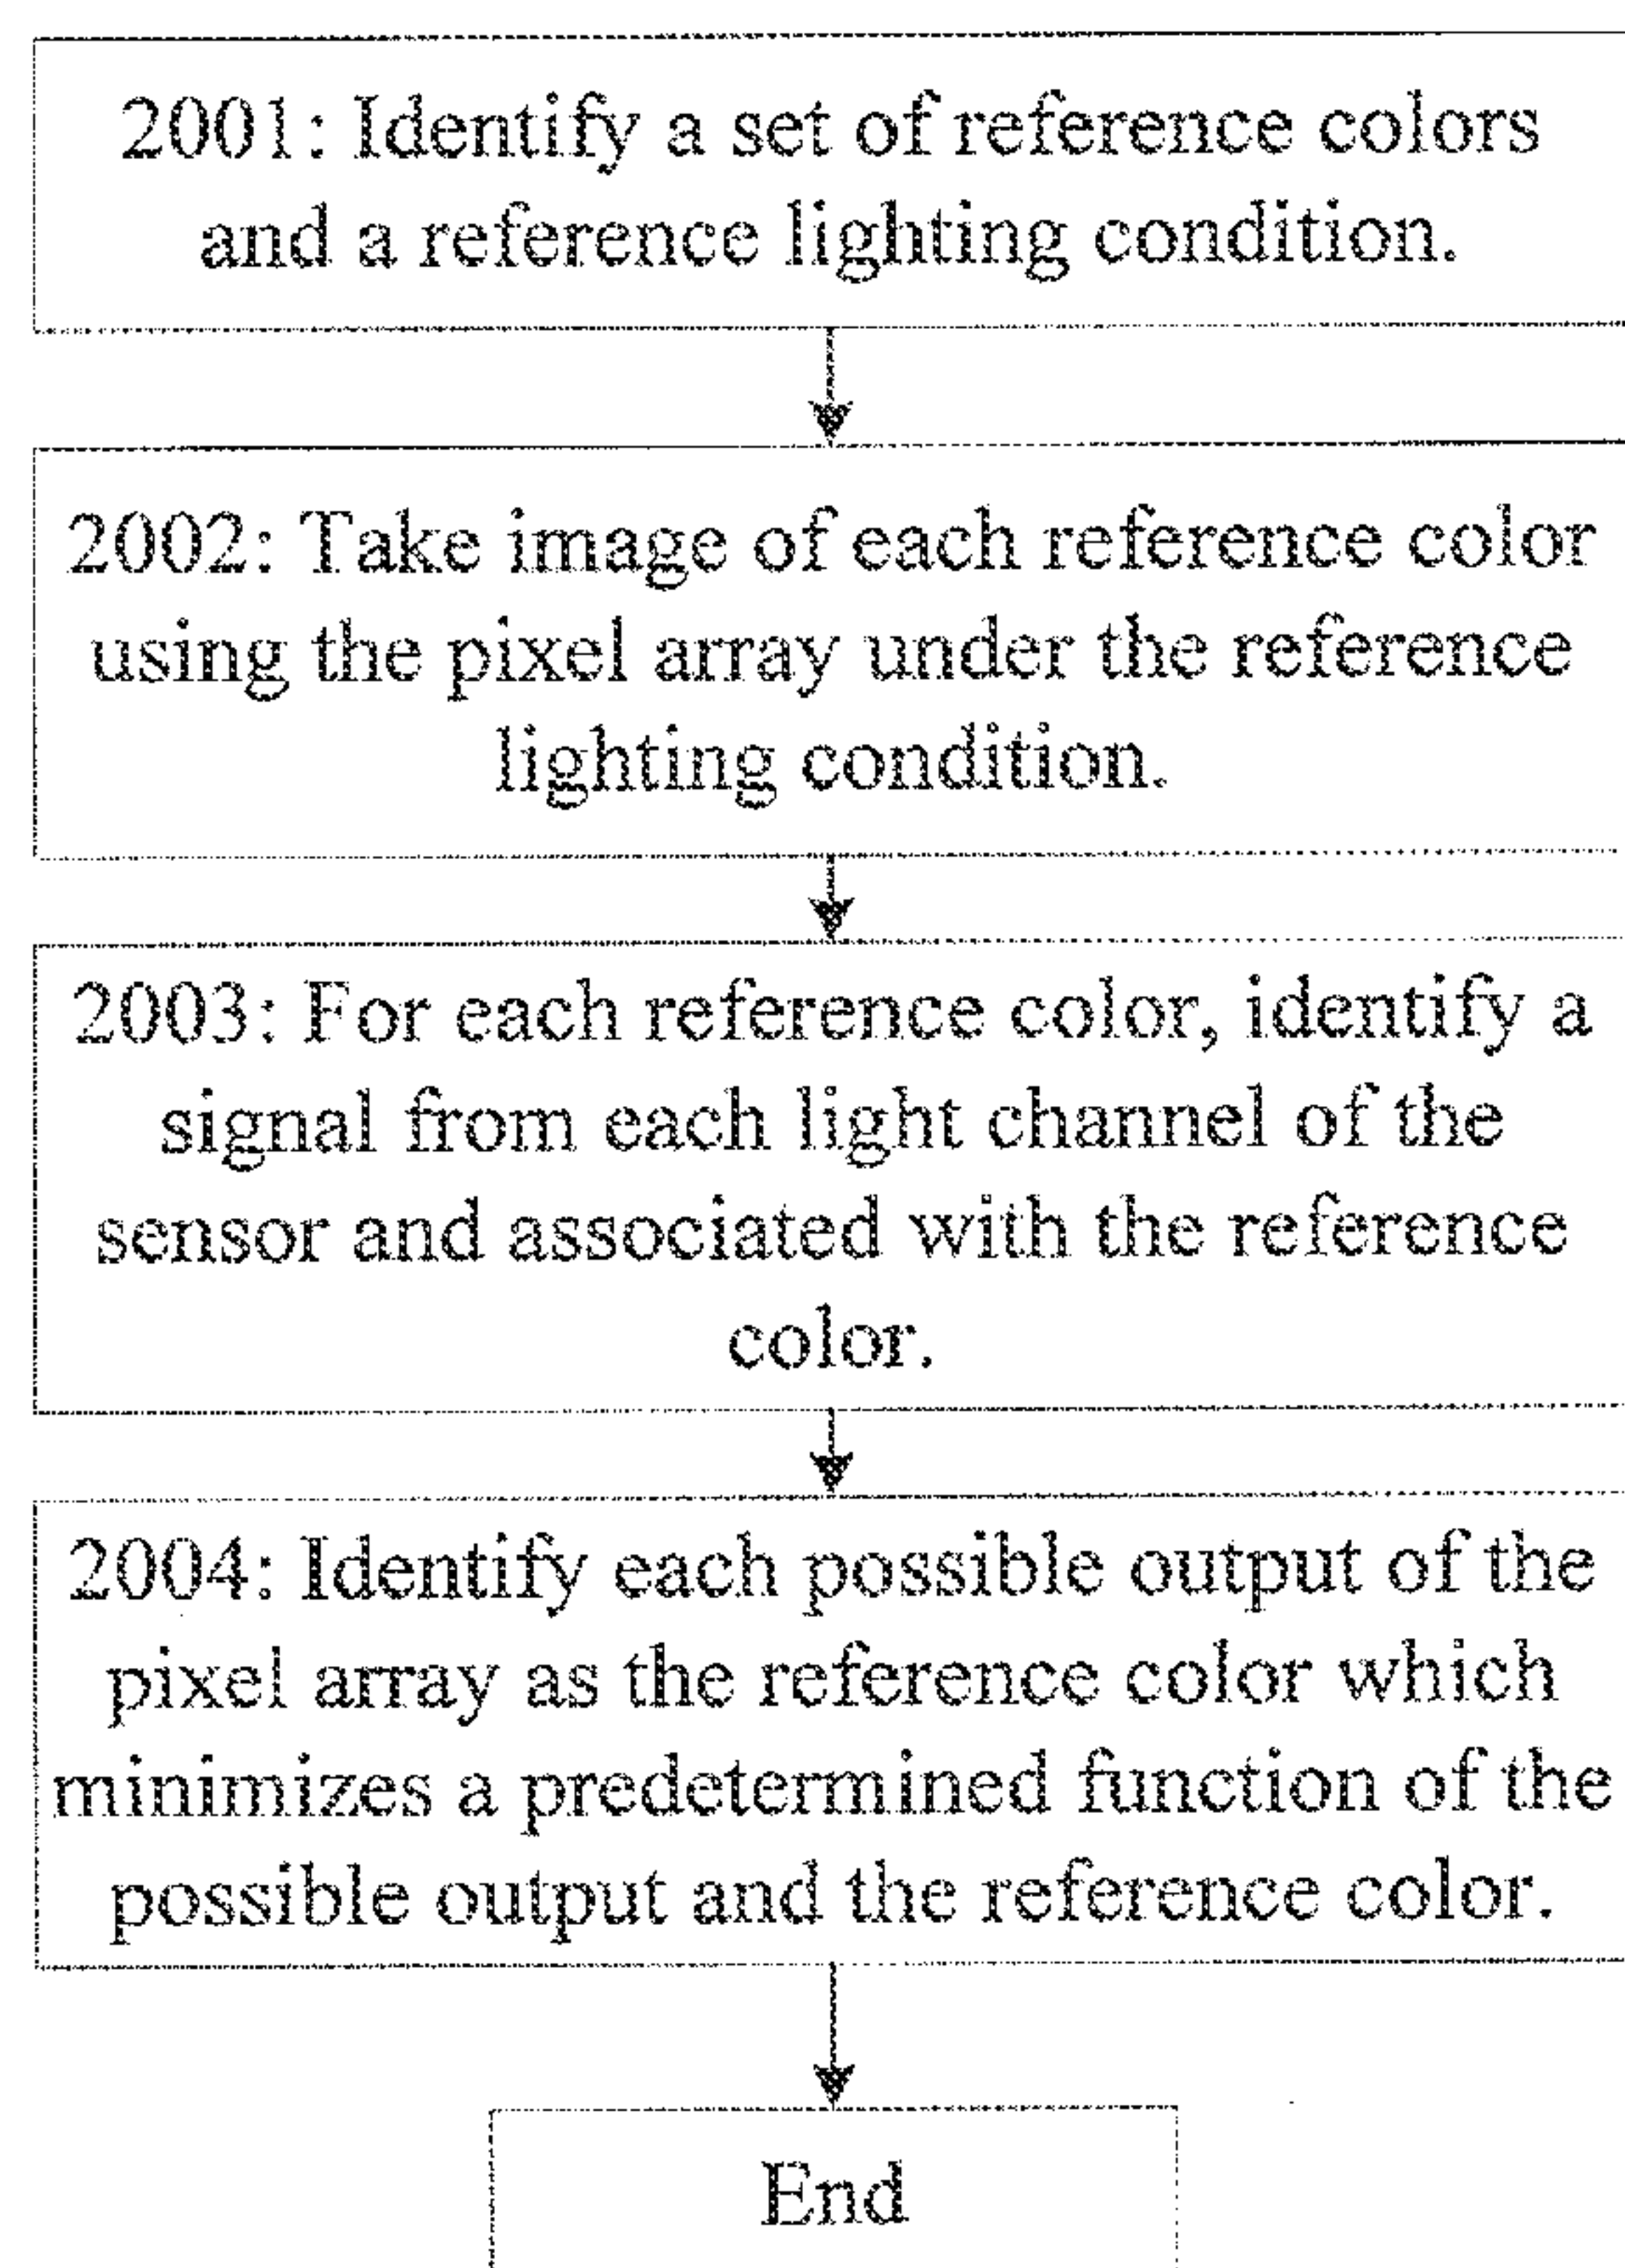 2001: Identify a set of reference colors
and a reference lighting condition.
2002: Take image of each reference color
using the pixel array under the reference
lighting condition.
2003: For each reference color, identify a
signal from each light channel of the
sensor and associated with the reference
color.
2004: Identify each possible output of the
pixel array as the reference color which
minimizes a predetermined function of the
possible output and the reference color.
End